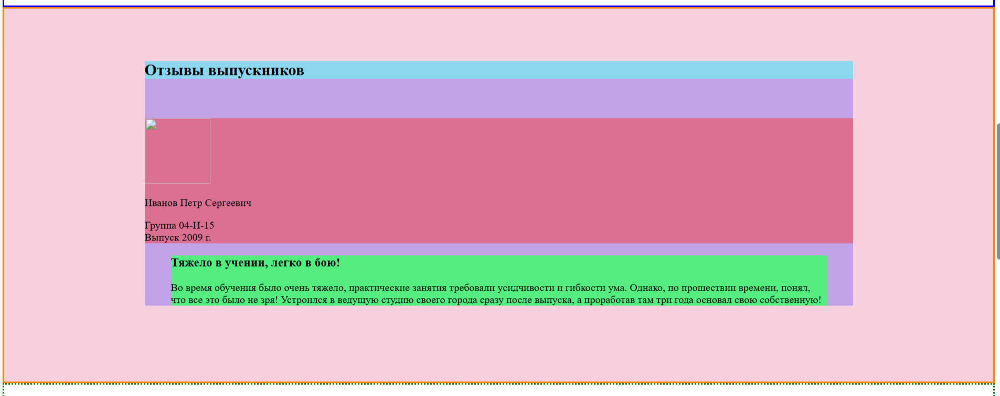 Отзывы выпускников
Иванов Петр Сергеевич
Группа 04-И-15
Выпуск 2009 г.
Тяжело в учении, легко в бою!
Во время обучения было очень тяжело, практические занятия требовали усидчивости и гибкости ума. Однако, по прошествии времени, понял,
что все это было не зря! Устроился в ведущую студию своего города сразу после выпуска, а проработав там три года основал свою собственную!